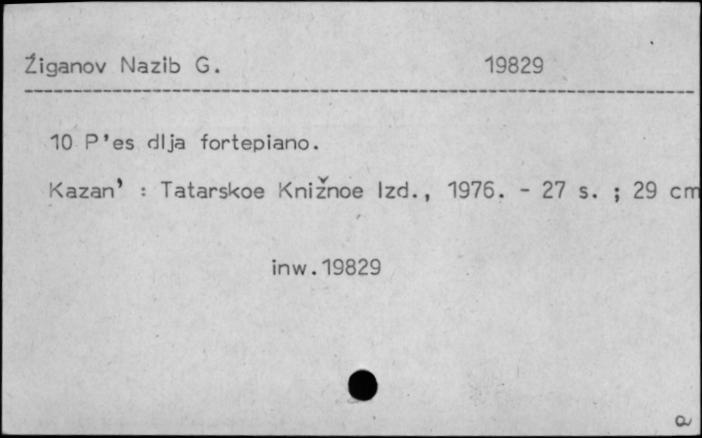 Žiganov Nazib G. 19829
10 P'es dlja fortepiano.
Kazan' : Tatarskoe Knižnoe Izd., 1976. - 27 s. ; 29 cm
inw.19829